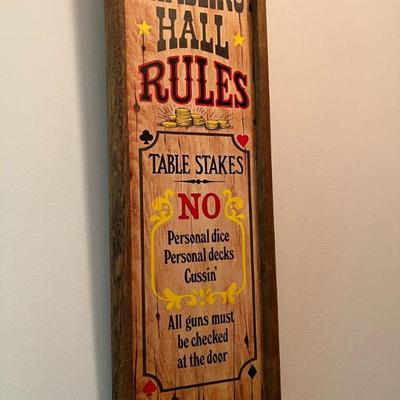 HALL
RULES
TABLE STAKES
NO
Personal dice
Personal decks
Cussin'
All guns must
be checked
at the door